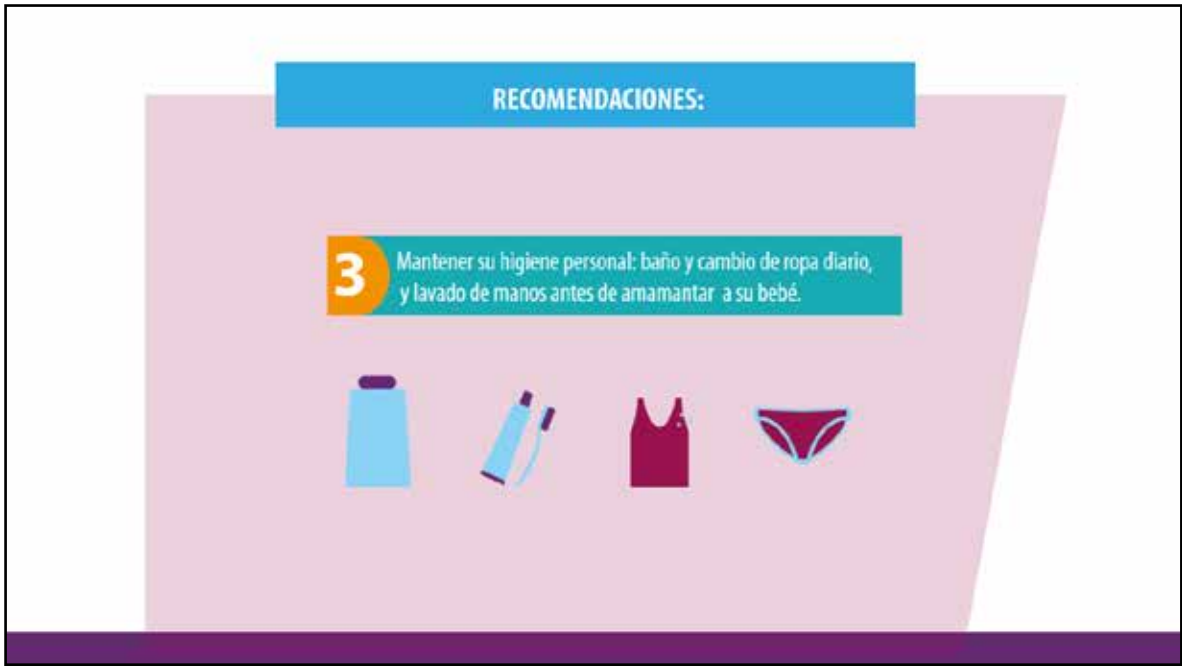 RECOMENDACIONES:
3
Mantener su higiene personal: baño y cambio de ropa diario,
y lavado de manos antes de amamantar a su bebé.